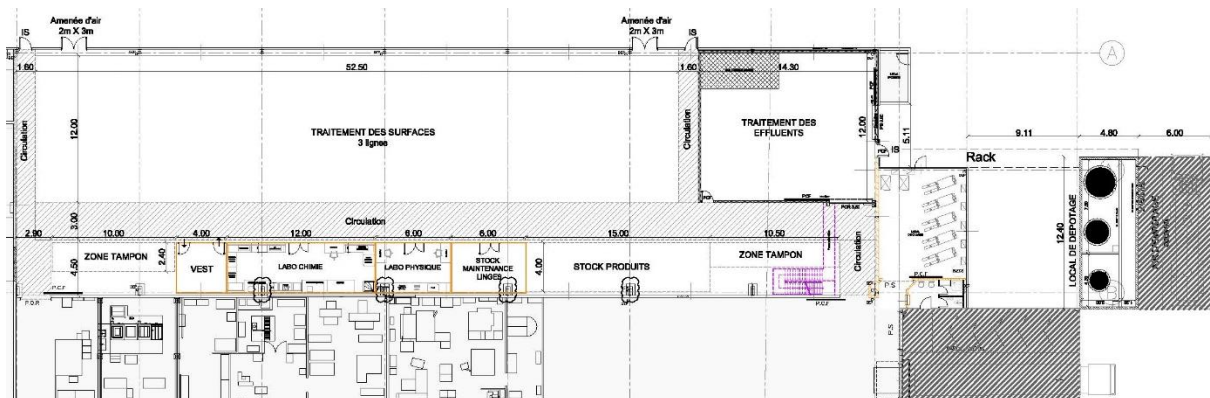 Amenée d'air
2m X 3m
IS
Amenée d'air
2m X 3m
IS
A
1.60
52.50
1.60
14.30
Circulation
12.00
TRAITEMENT DES SURFACES
3 lignes
Circulation
TRAITEMENT DES
EFFLUENTS
12.00
5.11
IS
9.11
4.80
6.00
Rack
3.00
Circulation
2.90
10.00
4.00
12.00
6.00
6.00
15.00
10.50
ZONE TAMPON
2.40
4.50
VEST
LABO CHIMIE
LABO PHYSIQUE
STOCK
MAINTENANCE
LINGES
4.00
STOCK PRODUITS
ZONE TAMPON
Circulation
12.40
LOCAL DE DEPOTAGE
P.C.F
P.S
P.C.F
P.S